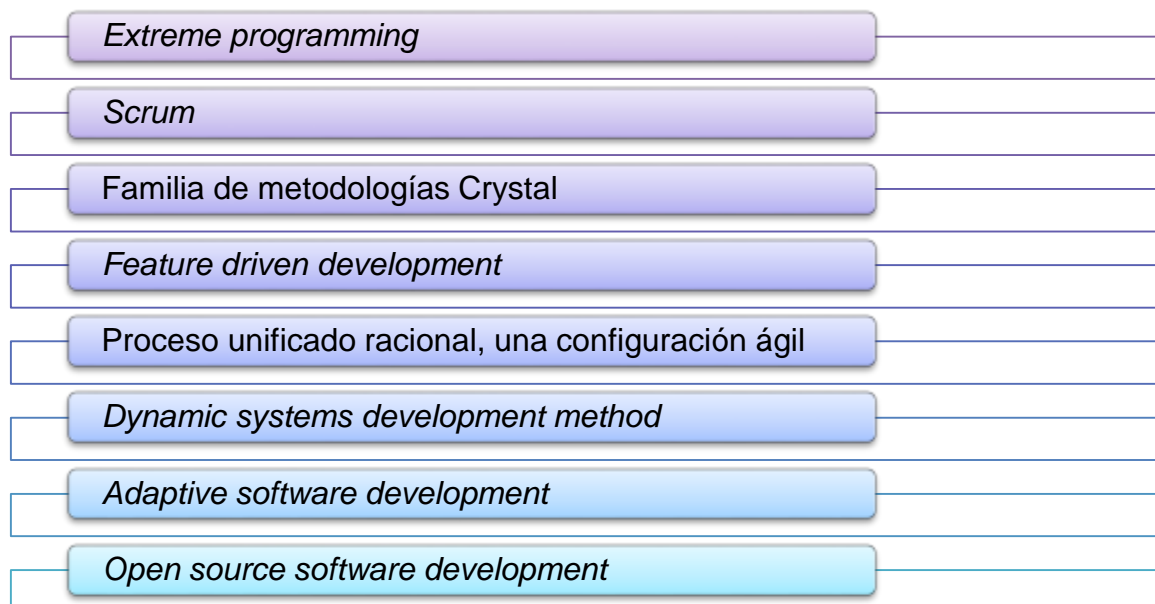 Extreme programming
Scrum
Familia de metodologías Crystal
Feature driven development
Proceso unificado racional, una configuración ágil
Dynamic systems development method
Adaptive software development
Open source software development